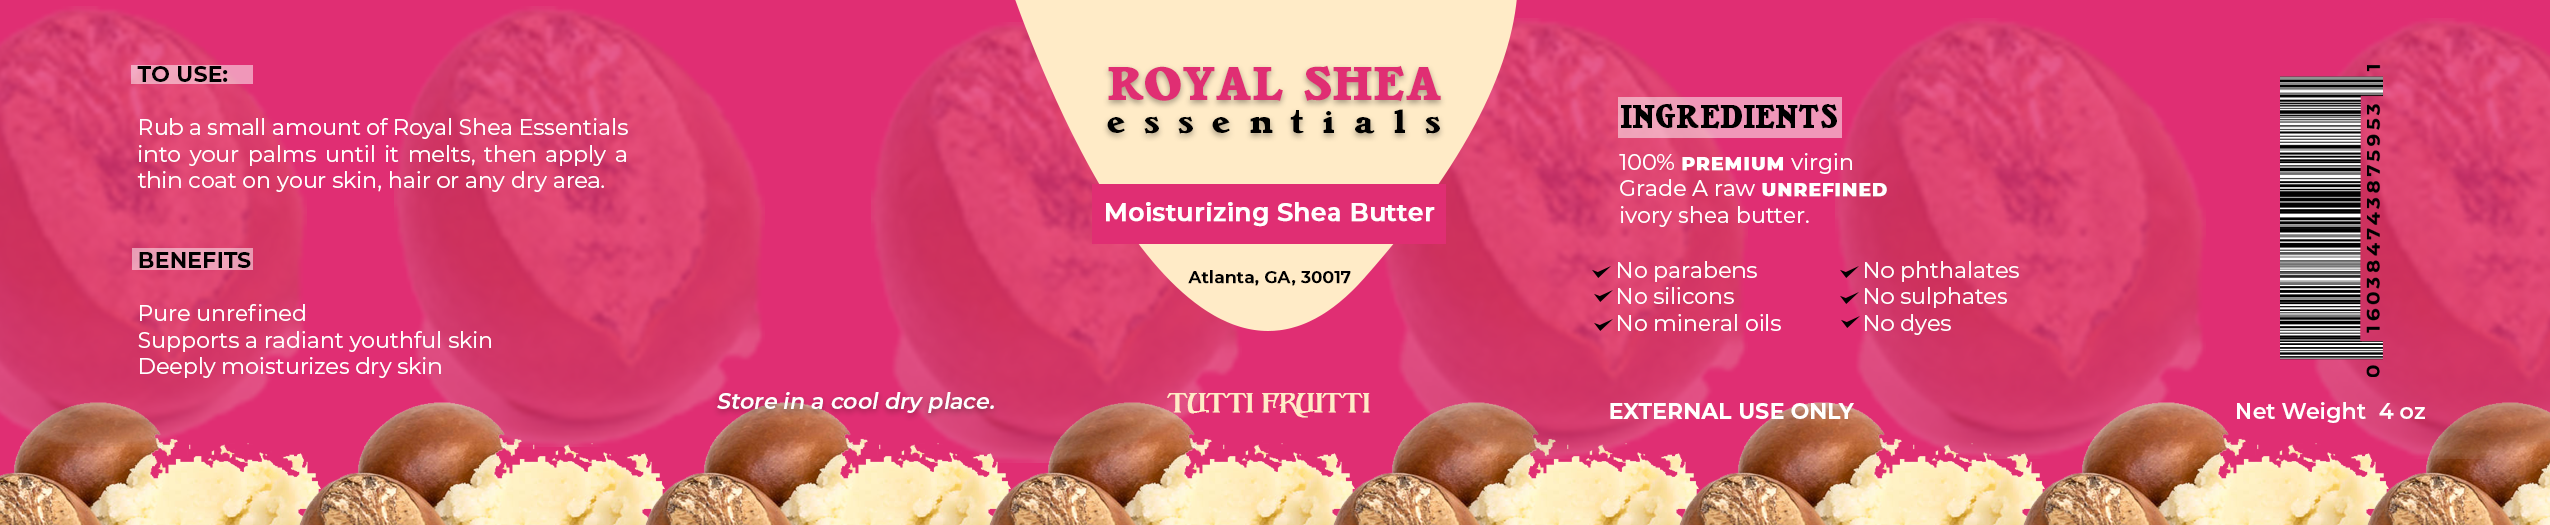 TO USE:
Rub a small amount of Royal Shea Essentials
into your palms until it melts, then apply a
thin coat on your skin, hair or any dry area.
BENEFITS
Pure unrefined
Supports a radiant youthful skin
Deeply moisturizes dry skin
Store in a cool dry place.
ROYAL SHEA
essentials
Moisturizing Shea Butter
Atlanta, GA, 30017
TUTTI FRUITTI
INGREDIENTS
100% PREMIUM virgin
Grade A raw UNREFINED
ivory shea butter.
No parabens
No silicons
No mineral oils
No phthalates
No sulphates
No dyes
EXTERNAL USE ONLY
0 160384743875953 1
Net Weight 4 oz